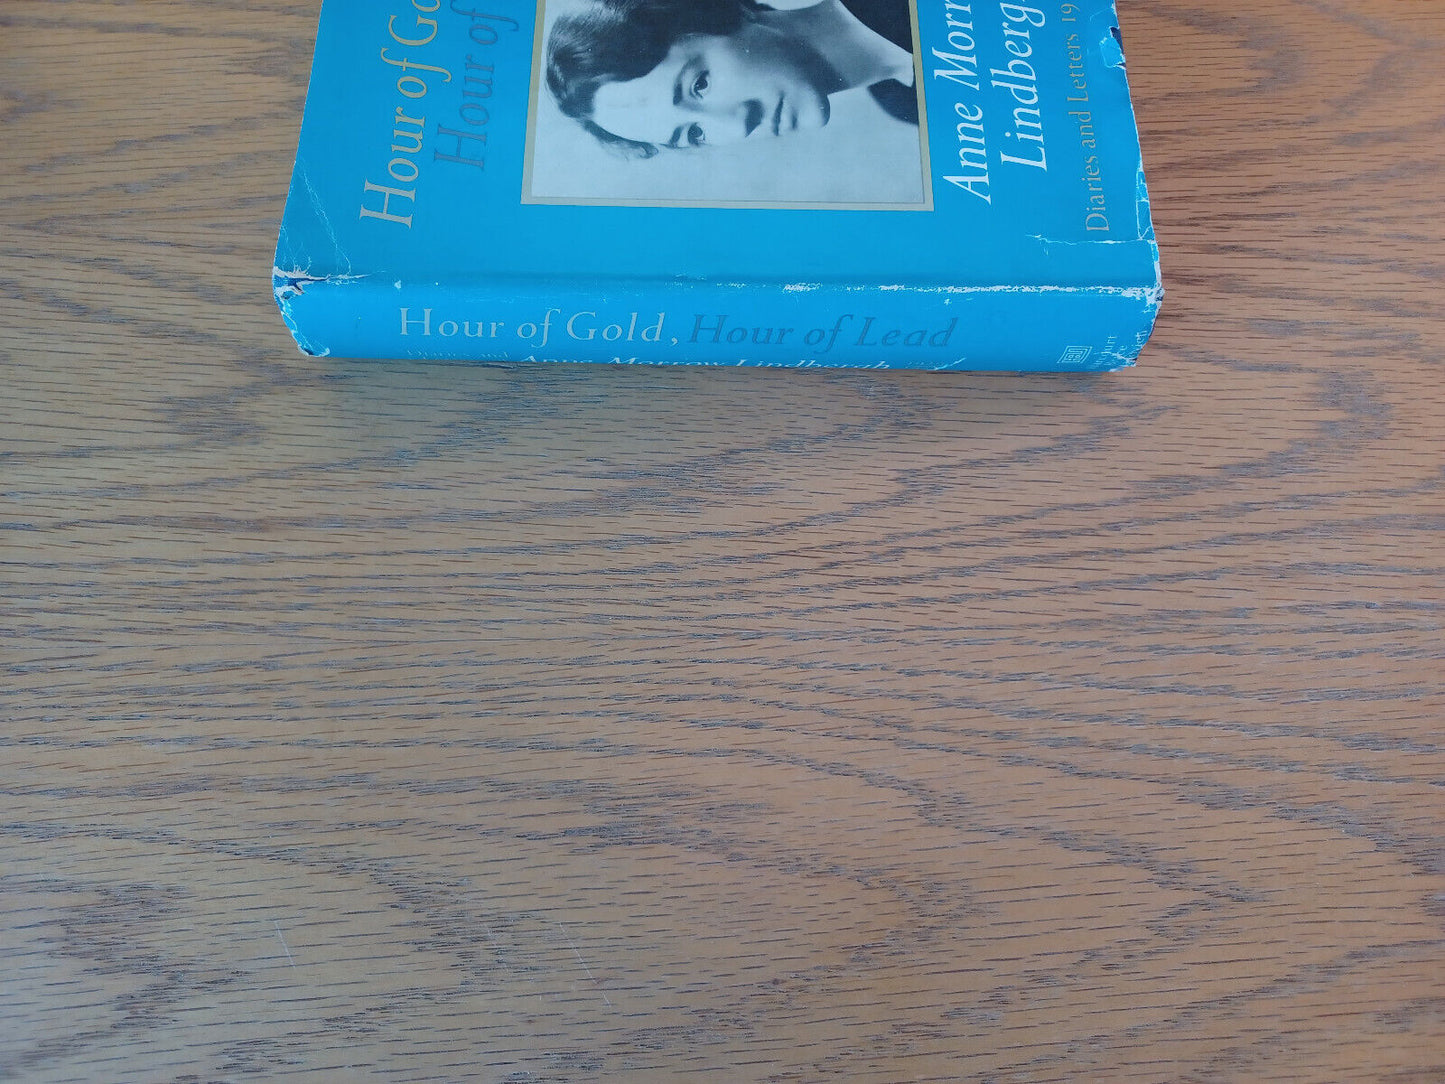 Hour of Go
Hour of
Anne Morr
Lindberg
Diaries and Letters 19
Hour of Gold, Hour of Lead
and Anne Morrow Lindbergh